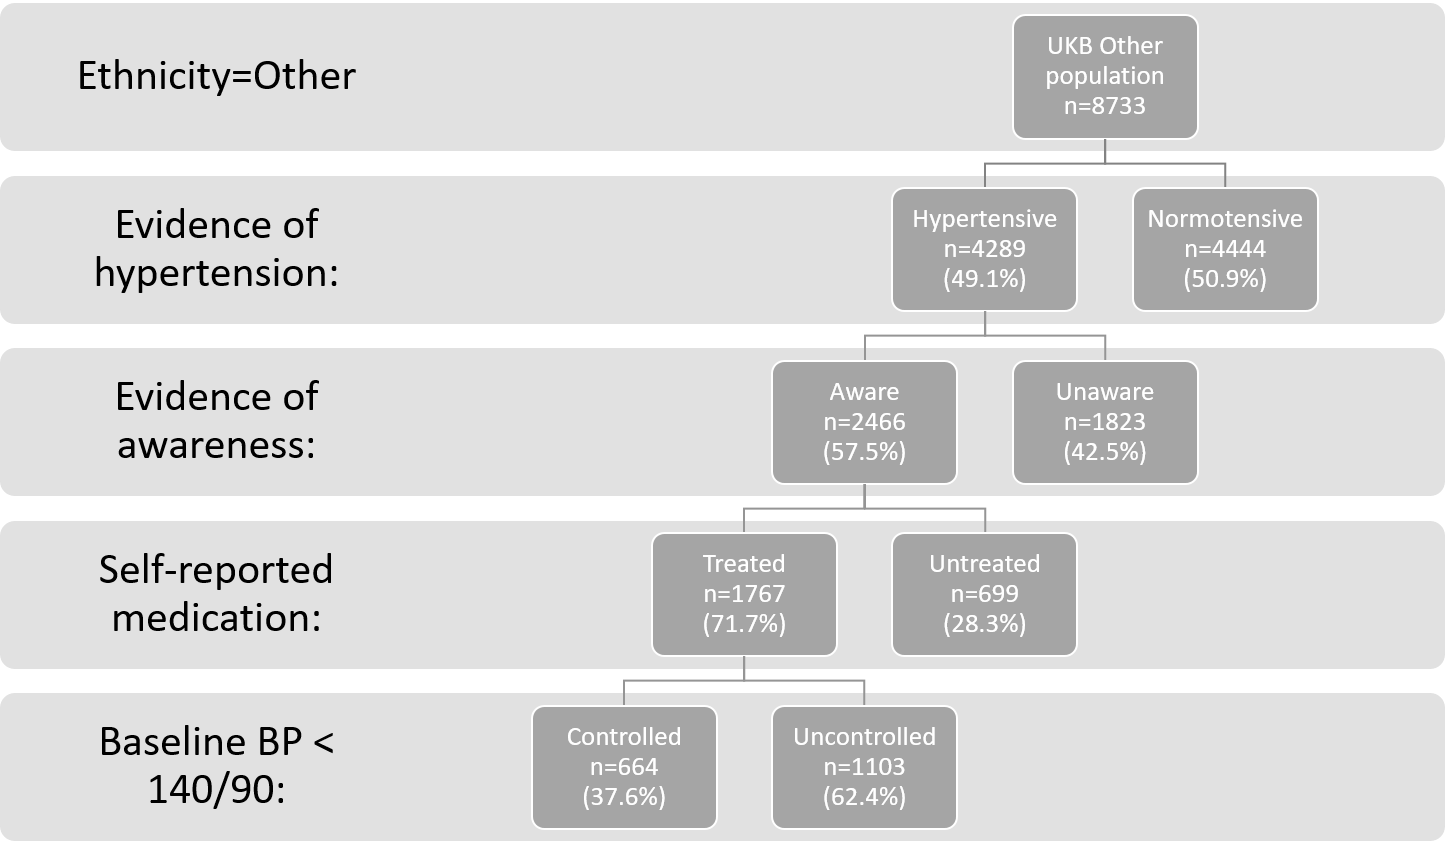 Ethnicity=Other
UKB Other
population
n=8733
Evidence of
hypertension:
Hypertensive
n=4289
(49.1%)
Normotensive
n=4444
(50.9%)
Evidence of
awareness:
Aware
n=2466
(57.5%)
Unaware
n=1823
(42.5%)
Self-reported
medication:
Treated
n=1767
(71.7%)
Untreated
n=699
(28.3%)
Baseline BP <
140/90:
Controlled
n=664
(37.6%)
Uncontrolled
n=1103
(62.4%)